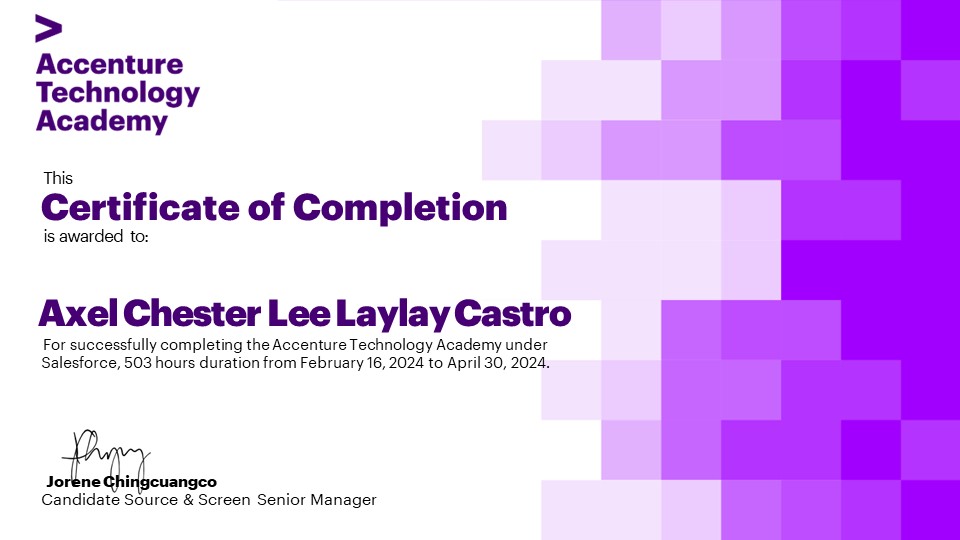 >
Accenture
Technology
Academy
This
Certificate of Completion
is awarded to:
Axel Chester Lee Laylay Castro
For successfully completing the Accenture Technology Academy under
Salesforce, 503 hours duration from February 16, 2024 to April 30, 2024.
Jorene Chingcuangco
Candidate Source & Screen Senior Manager